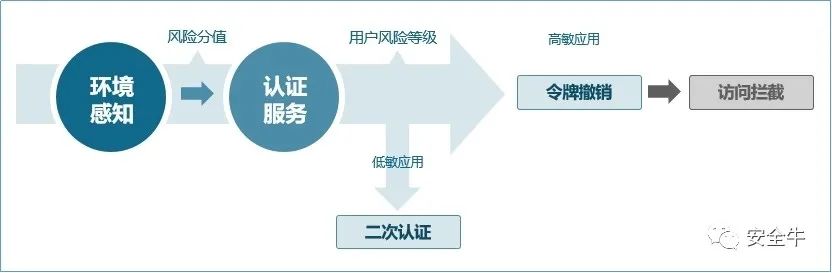 风险分值
用户风险等级
高敏应用
环境
感知
认证
服务
令牌撤销
访问拦截
低敏应用
二次认证
安全牛